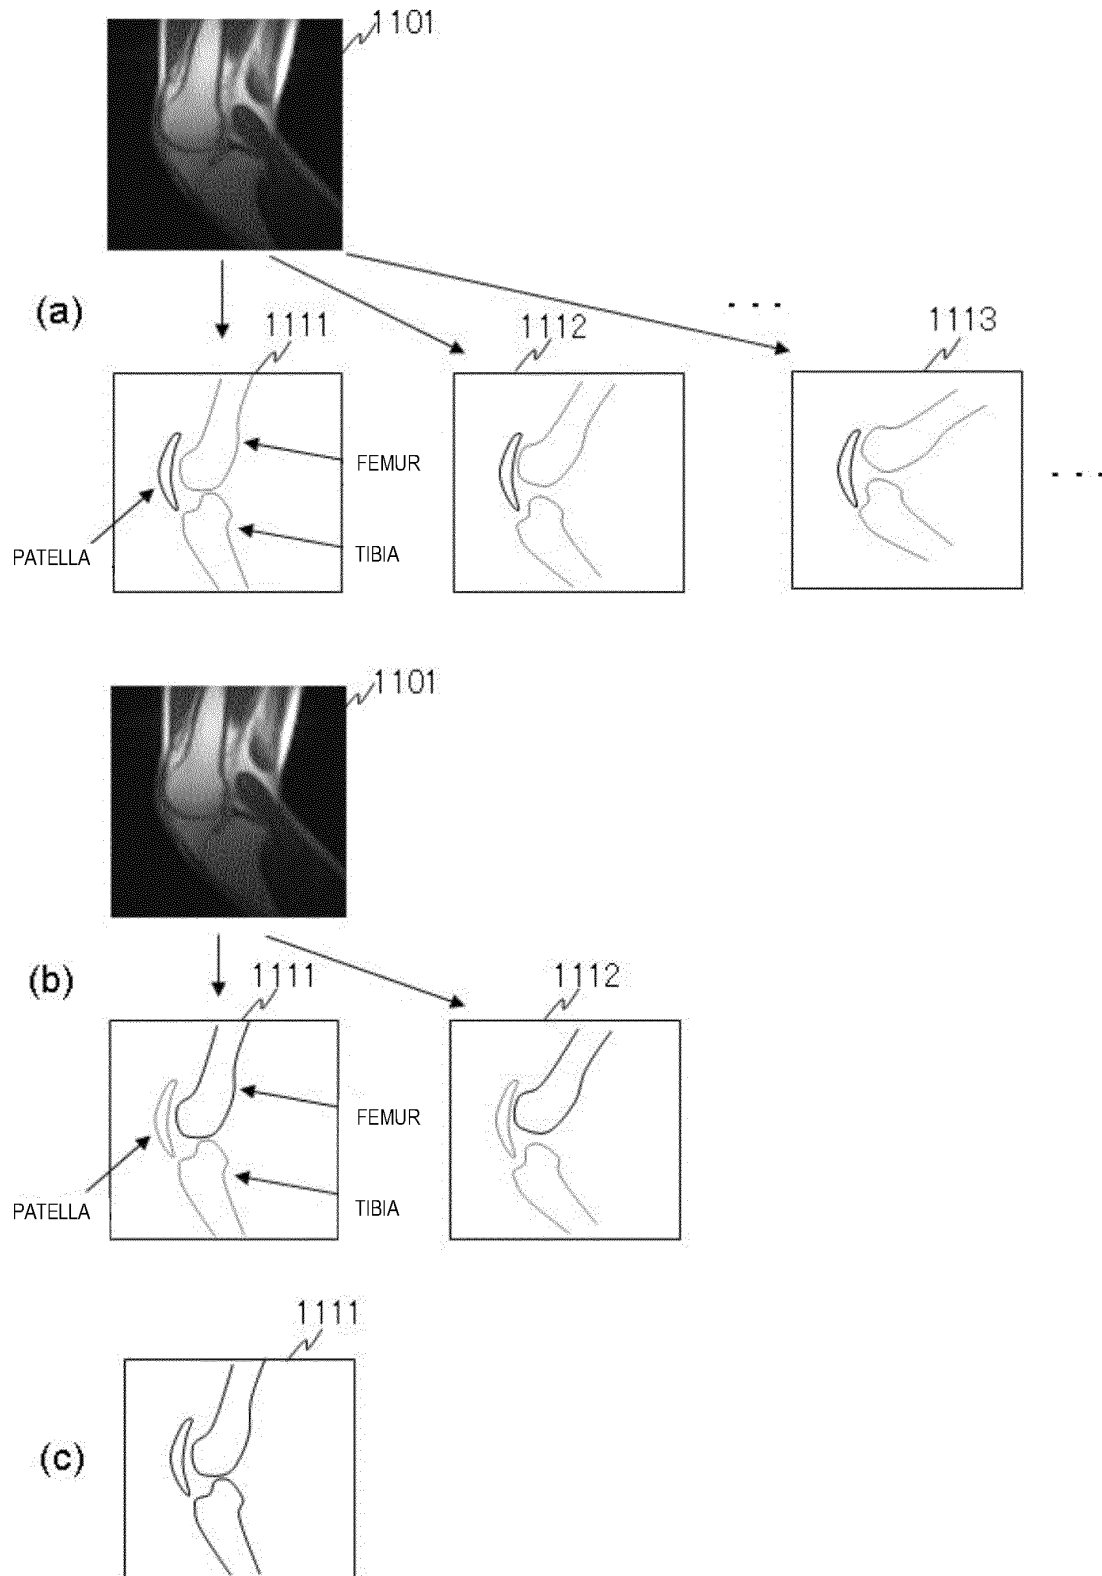 1101
(a)
. . .
1111
1112
1113
FEMUR
PATELLA
TIBIA
. . .
1101
(b)
1111
1112
FEMUR
PATELLA
TIBIA
1111
(c)